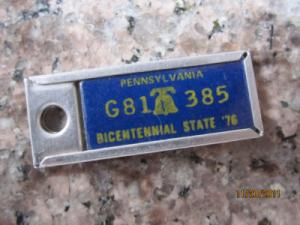 PENNSYLVANIA
G81 385
BICENTENNIAL STATE '76
11/20/2011